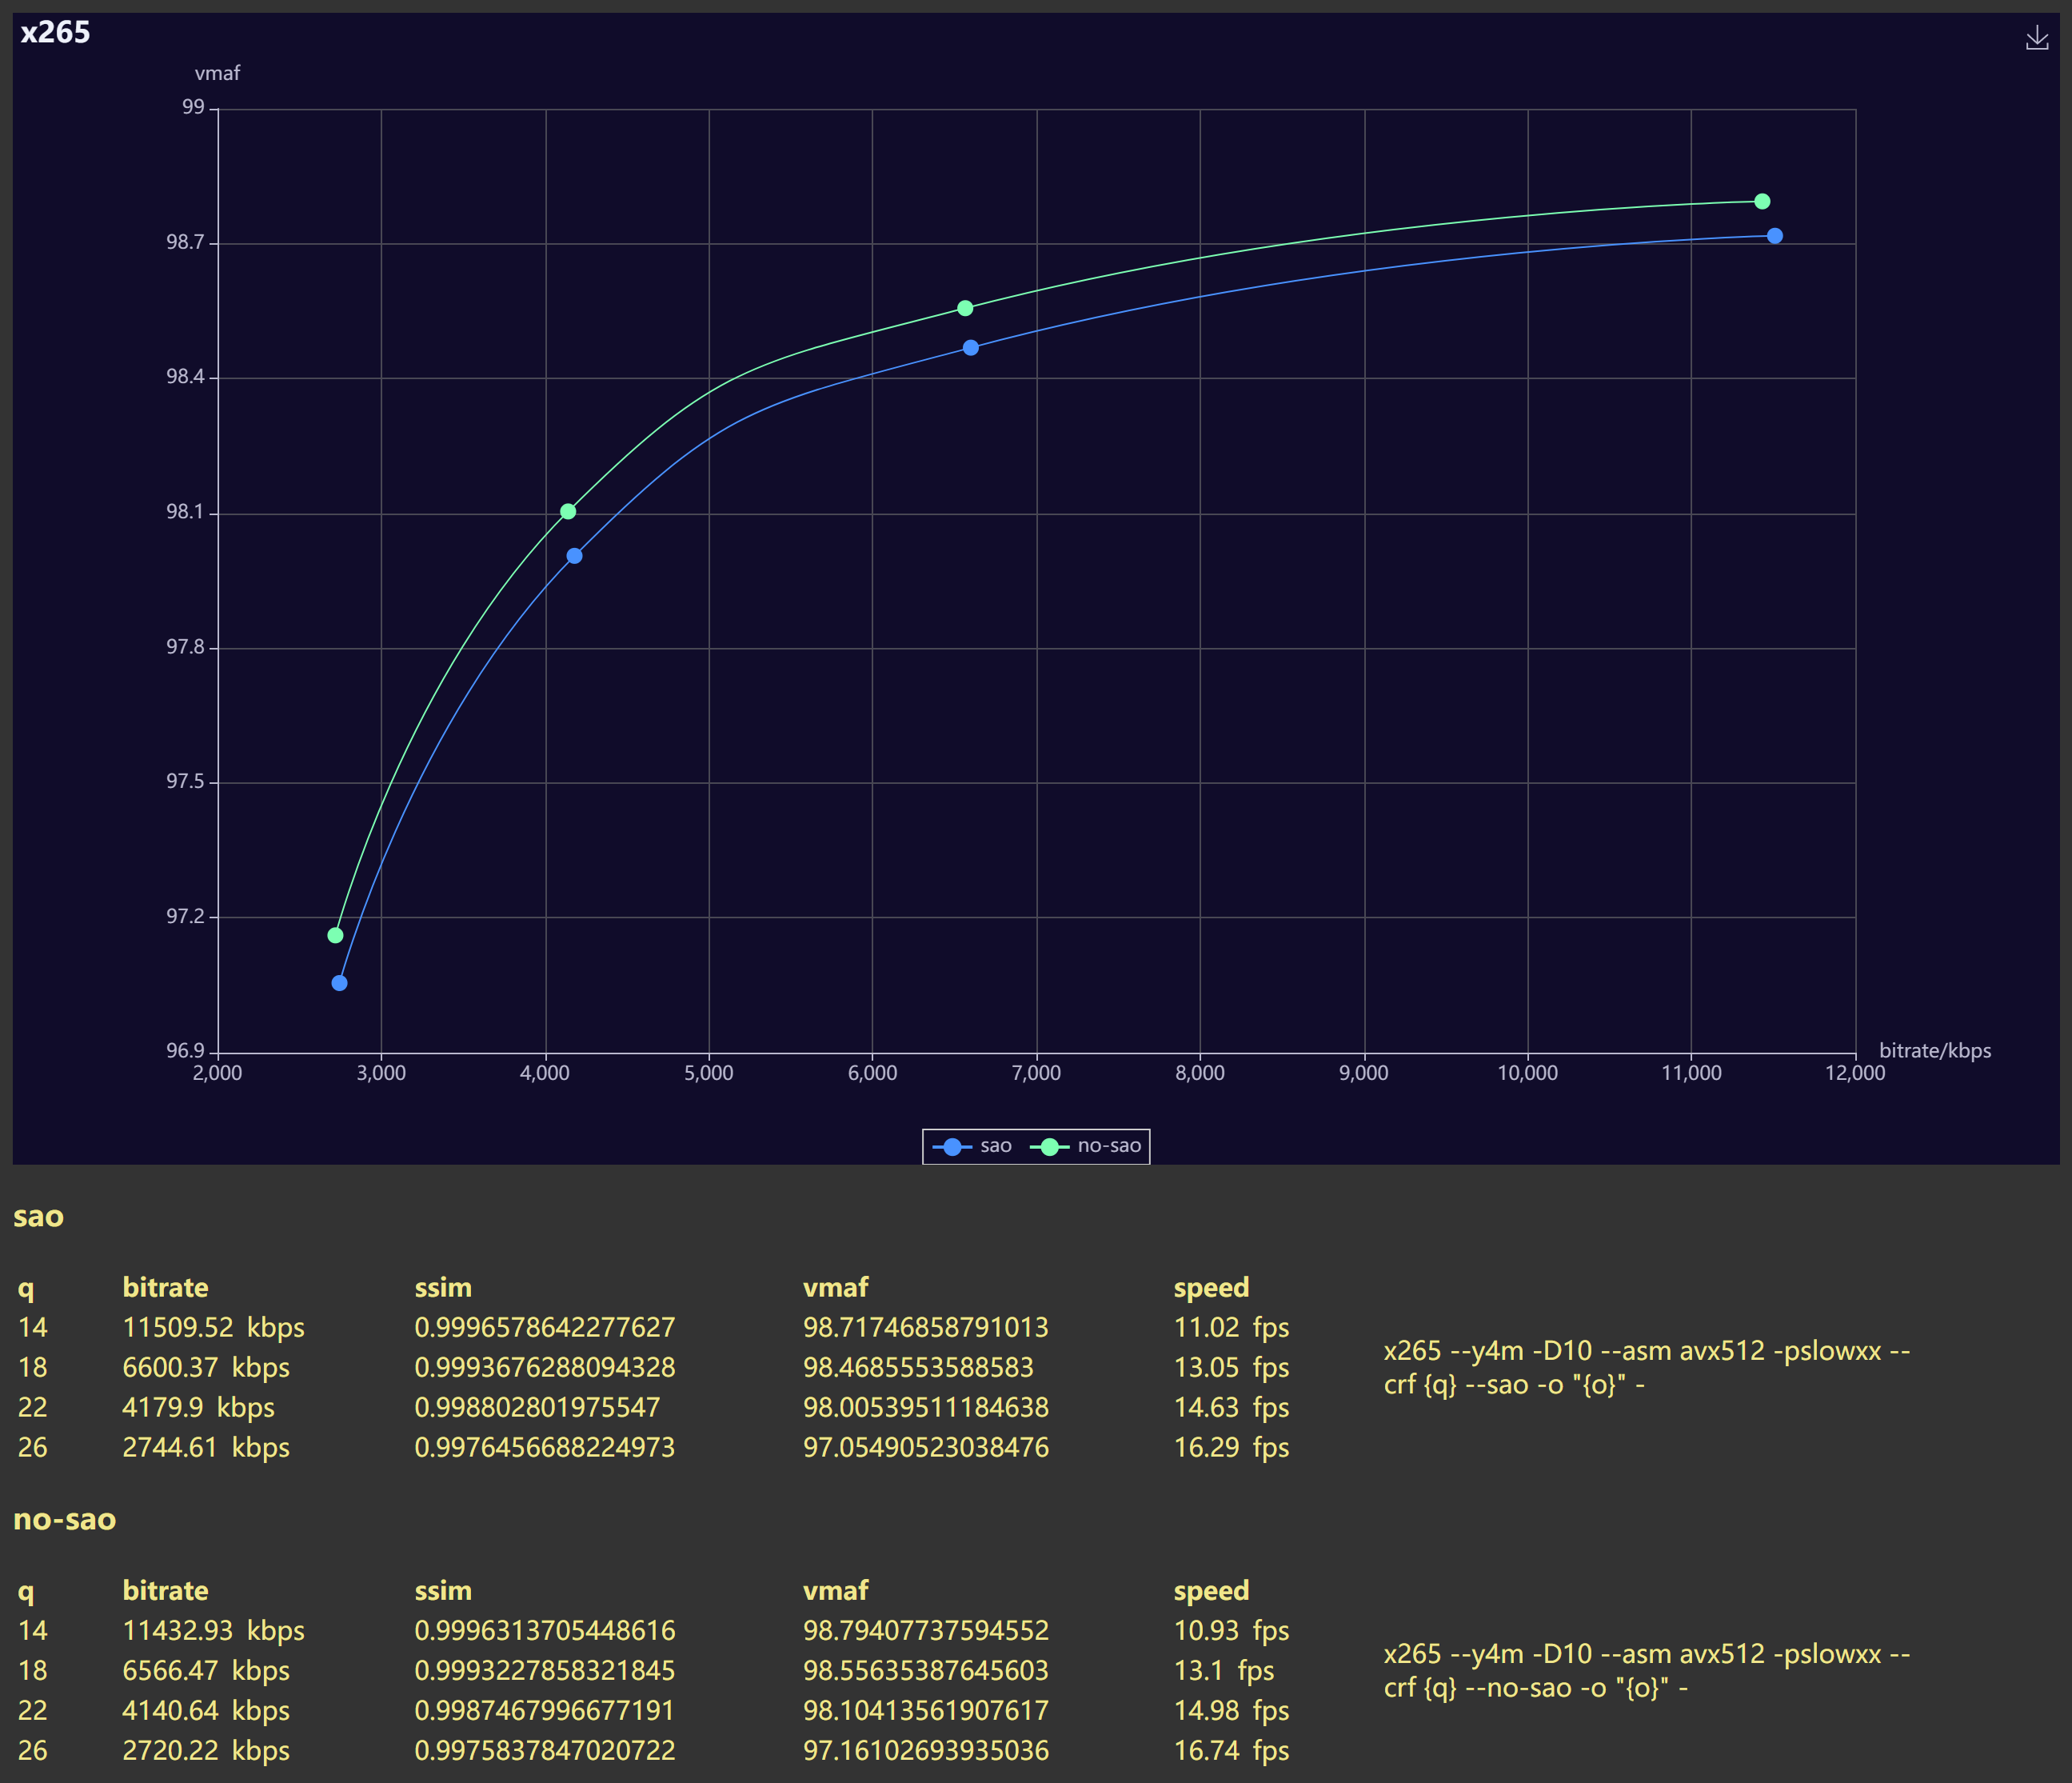 x265
vmaf
99
98.7
98.4
98.1
97.8
97.5
97.2
96.9
bitrate/kbps
2,000 3,000 4,000 5,000 6,000 7,000 8,000 9,000 10,000 11,000 12,000
sao no-sao
sao
q bitrate ssim vmaf speed
14 11509.52 kbps 0.9996578642277627 98.71746858791013 11.02 fps
18 6600.37 kbps 0.99936762880943​28 98.4685553588583 13.05 fps
22 4179.9 kbps 0.998802801975547 98.00539511184638 14.63 fps
26 2744.61 kbps 0.9976456688224973 97.05490523038476 16.29 fps
x265 --y4m -D10 --asm avx512 -pslowxx --
crf {q} --sao -o "{o}" -
no-sao
q bitrate ssim vmaf speed
14 11432.93 kbps 0.9996313705448616 98.79407737594552 10.93 fps
18 6566.47 kbps 0.9993227858321845 98.55635387645603 13.1 fps
22 4140.64 kbps 0.9987467996677191 98.10413561907617 14.98 fps
26 2720.22 kbps 0.9975837847020722 97.16102693935036 16.74 fps
x265 --y4m -D10 --asm avx512 -pslowxx --
crf {q} --no-sao -o "{o}" -